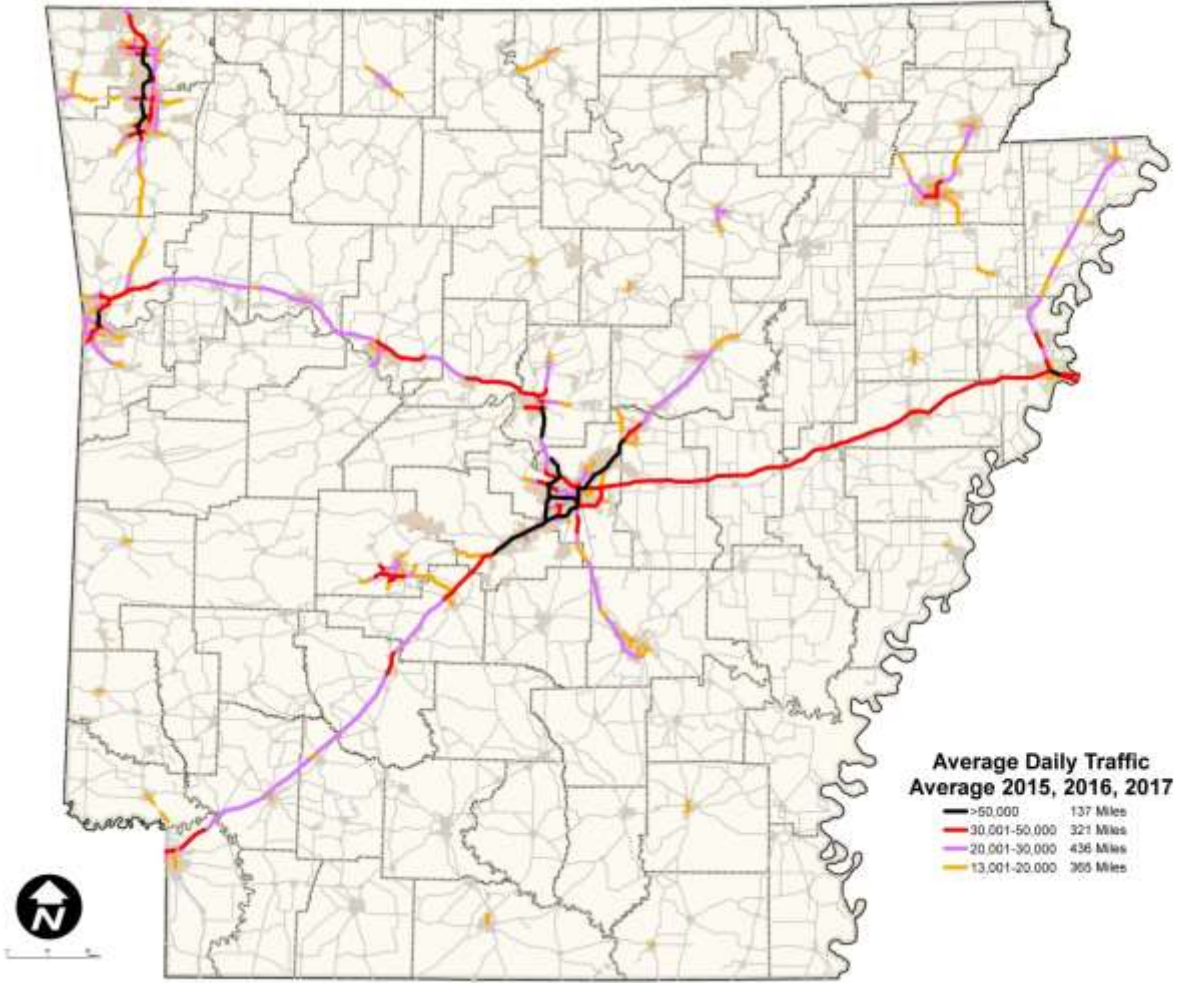 Average Daily Traffic
Average 2015, 2016, 2017
>50,000 137 Miles
30,001-50,000 321 Miles
20,001-30,000 436 Miles
13,001-20,000 365 Miles
N